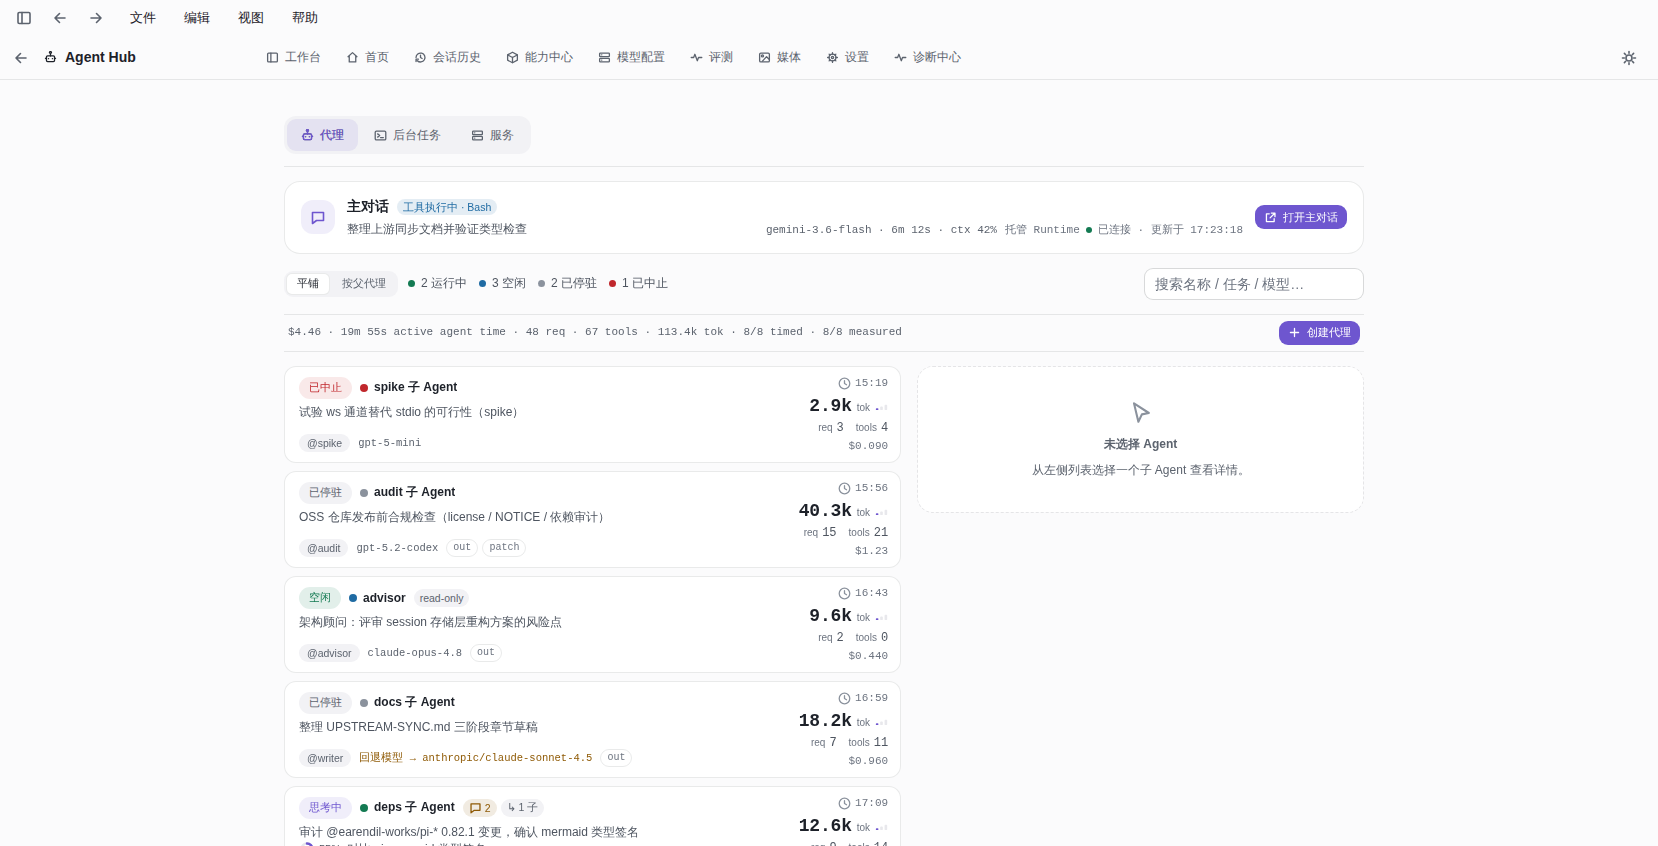 文件 编辑 视图 帮助
Agent Hub 工作台 首页 会话历史 能力中心 模型配置 评测 媒体 设置 诊断中心
代理 后台任务 服务
主对话 工具执行中 · Bash
整理上游同步文档并验证类型检查
gemini-3.6-flash · 6m 12s · ctx 42% 托管 Runtime 已连接 · 更新于 17:23:18
打开主对话
平铺 按父代理 2 运行中 3 空闲 2 已停驻 1 已中止
搜索名称 / 任务 / 模型…
$4.46 · 19m 55s active agent time · 48 req · 67 tools · 113.4k tok · 8/8 timed · 8/8 measured
创建代理
已中止 spike 子 Agent 15:19
试验 ws 通道替代 stdio 的可行性（spike） 2.9k tok
req 3 tools 4
@spike gpt-5-mini $0.090
已停驻 audit 子 Agent 15:56
OSS 仓库发布前合规检查（license / NOTICE / 依赖审计） 40.3k tok
req 15 tools 21
@audit gpt-5.2-codex out patch $1.23
空闲 advisor read-only 16:43
架构顾问：评审 session 存储层重构方案的风险点 9.6k tok
req 2 tools 0
@advisor claude-opus-4.8 out $0.440
已停驻 docs 子 Agent 16:59
整理 UPSTREAM-SYNC.md 三阶段章节草稿 18.2k tok
req 7 tools 11
@writer 回退模型 → anthropic/claude-sonnet-4.5 out $0.960
思考中 deps 子 Agent 2 ↳ 1 子 17:09
审计 @earendil-works/pi-* 0.82.1 变更，确认 mermaid 类型签名 12.6k tok
未选择 Agent
从左侧列表选择一个子 Agent 查看详情。